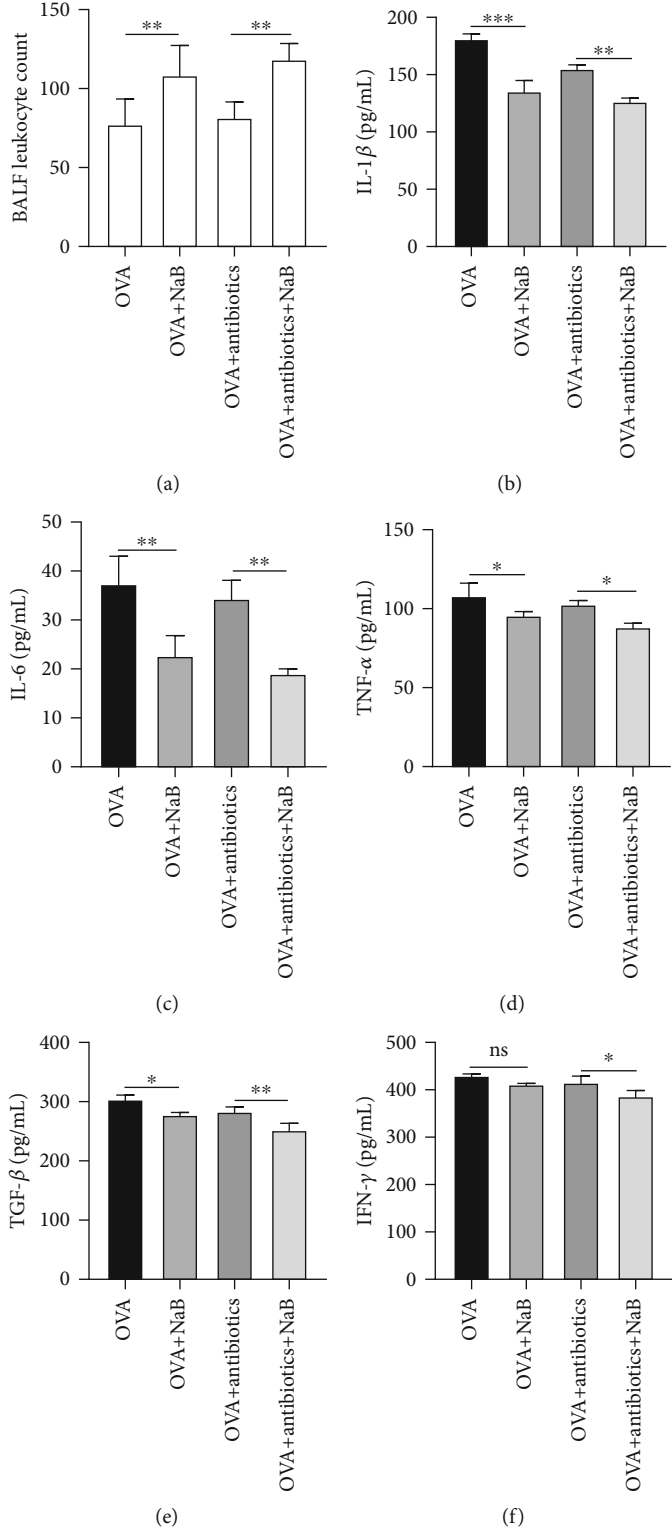 150
100
50
0
BALF leukocyte count
**
**
OVA
OVA+NaB
OVA+antibiotics
OVA+antibiotics+NaB
(a)
200
150
100
50
0
IL-1β (pg/mL)
***
**
OVA
OVA+NaB
OVA+antibiotics
OVA+antibiotics+NaB
(b)
50
40
30
20
10
0
IL-6 (pg/mL)
**
**
OVA
OVA+NaB
OVA+antibiotics
OVA+antibiotics+NaB
(c)
150
100
50
0
TNF-α (pg/mL)
*
*
OVA
OVA+NaB
OVA+antibiotics
OVA+antibiotics+NaB
(d)
400
300
200
100
0
TGF-β (pg/mL)
*
**
OVA
OVA+NaB
OVA+antibiotics
OVA+antibiotics+NaB
(e)
500
400
300
200
100
0
IFN-γ (pg/mL)
ns
*
OVA
OVA+NaB
OVA+antibiotics
OVA+antibiotics+NaB
(f)